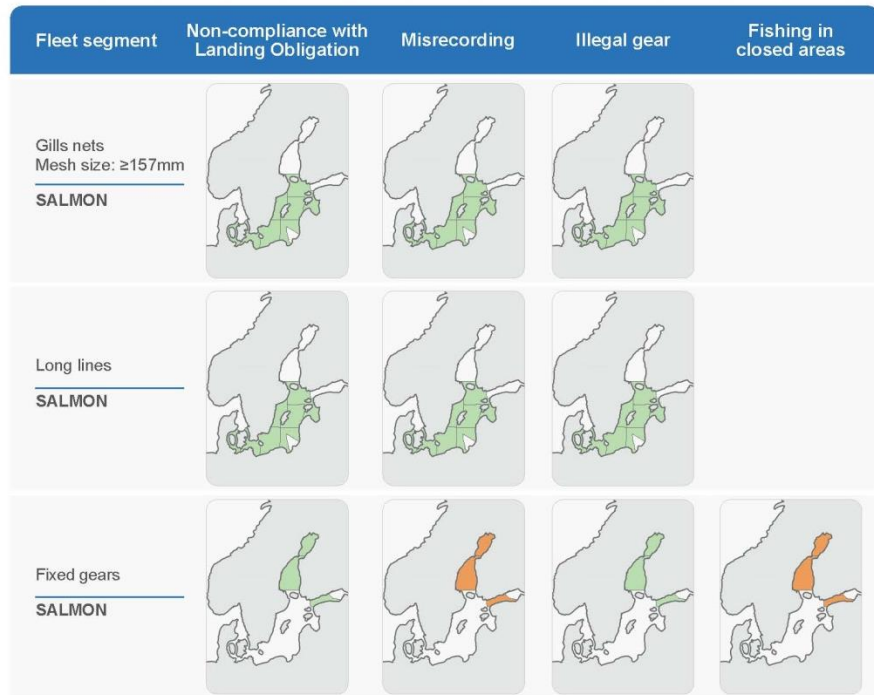 Fleet segment
Non-compliance with
Landing Obligation
Misrecording
Illegal gear
Fishing in
closed areas
Gills nets
Mesh size: ≥157mm
SALMON
Long lines
SALMON
Fixed gears
SALMON